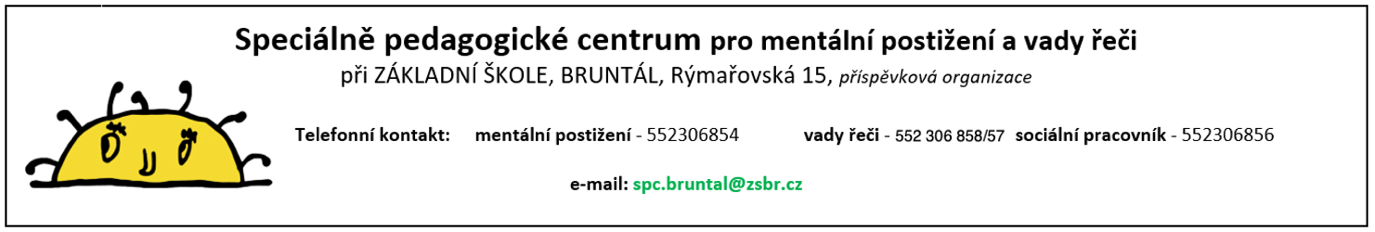 Speciálně pedagogické centrum pro mentální postižení a vady řeči
při ZÁKLADNÍ ŠKOLE, BRUNTÁL, Rýmařovská 15, příspěvková organizace
Telefonní kontakt: mentální postižení - 552306854 vady řeči - 552 306 858/57 sociální pracovník - 552306856
e-mail: spc.bruntal@zsbr.cz